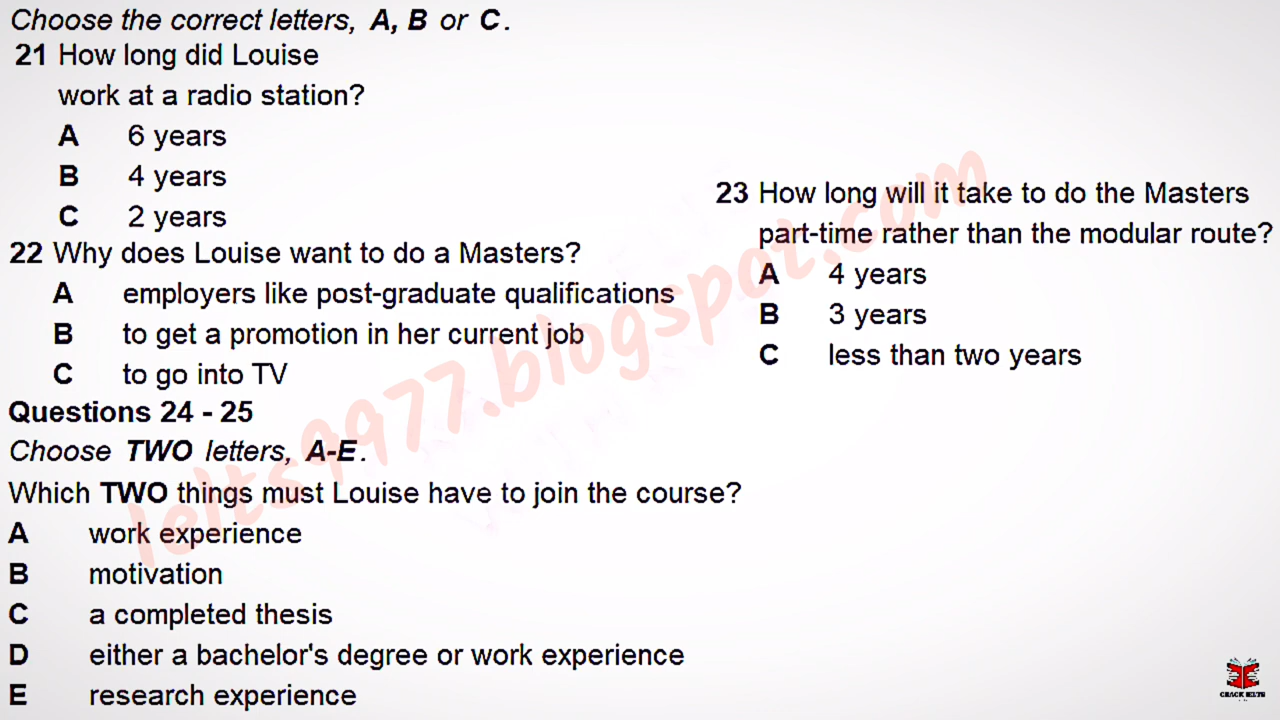 Choose the correct letters, A, B or C.
21 How long did Louise
work at a radio station?
A 6 years
B 4 years
C 2 years
22 Why does Louise want to do a Masters?
A employers like post-graduate qualifications
B to get a promotion in her current job
C to go into TV
23 How long will it take to do the Masters
part-time rather than the modular route?
A 4 years
B 3 years
C less than two years
Questions 24 - 25
Choose TWO letters, A-E.
Which TWO things must Louise have to join the course?
A work experience
B motivation
C a completed thesis
D either a bachelor's degree or work experience
E research experience
Ielts9977.blogspot.com
CRACK IELTS